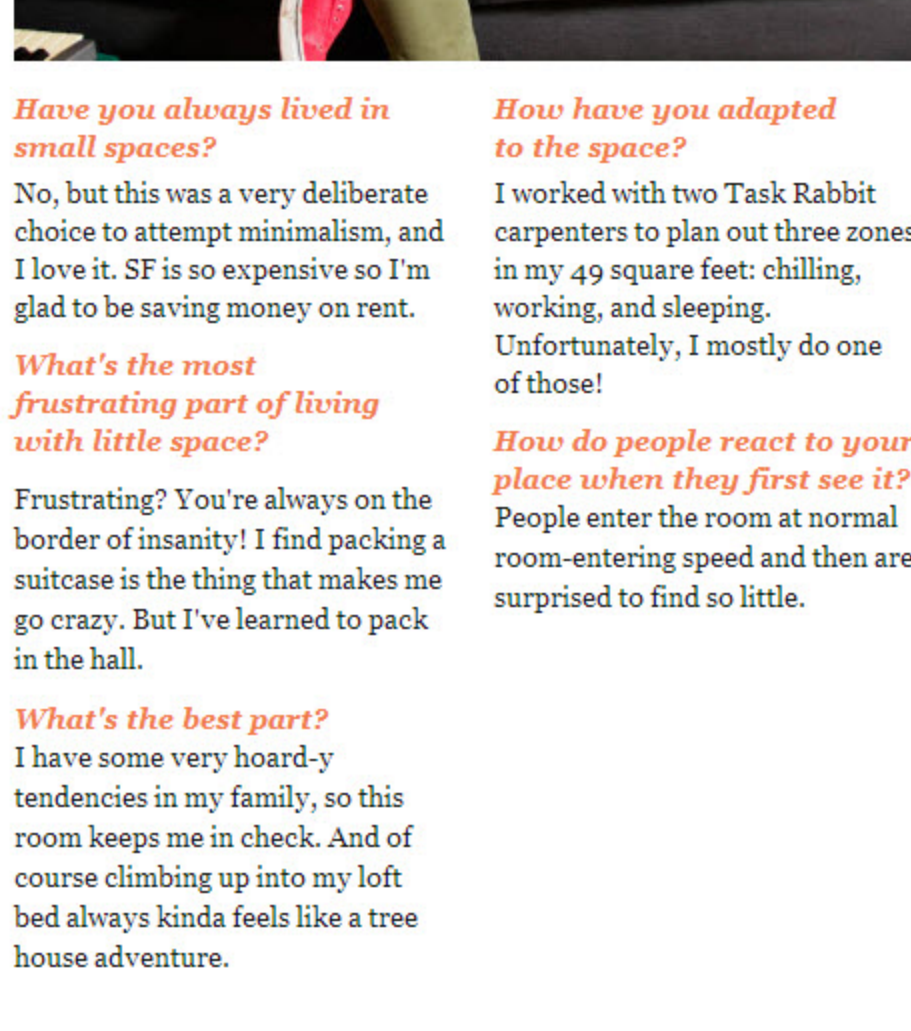 Have you always lived in
small spaces?
No, but this was a very deliberate
choice to attempt minimalism, and
I love it. SF is so expensive so I'm
glad to be saving money on rent.
What's the most
frustrating part of living
with little space?
Frustrating? You're always on the
border of insanity! I find packing a
suitcase is the thing that makes me
go crazy. But I've learned to pack
in the hall.
What's the best part?
I have some very hoard-y
tendencies in my family, so this
room keeps me in check. And of
course climbing up into my loft
bed always kinda feels like a tree
house adventure.
How have you adapted
to the space?
I worked with two Task Rabbit
carpenters to plan out three zones
in my 49 square feet: chilling,
working, and sleeping.
Unfortunately, I mostly do one
of those!
How do people react to your
place when they first see it?
People enter the room at normal
room-entering speed and then are
surprised to find so little.